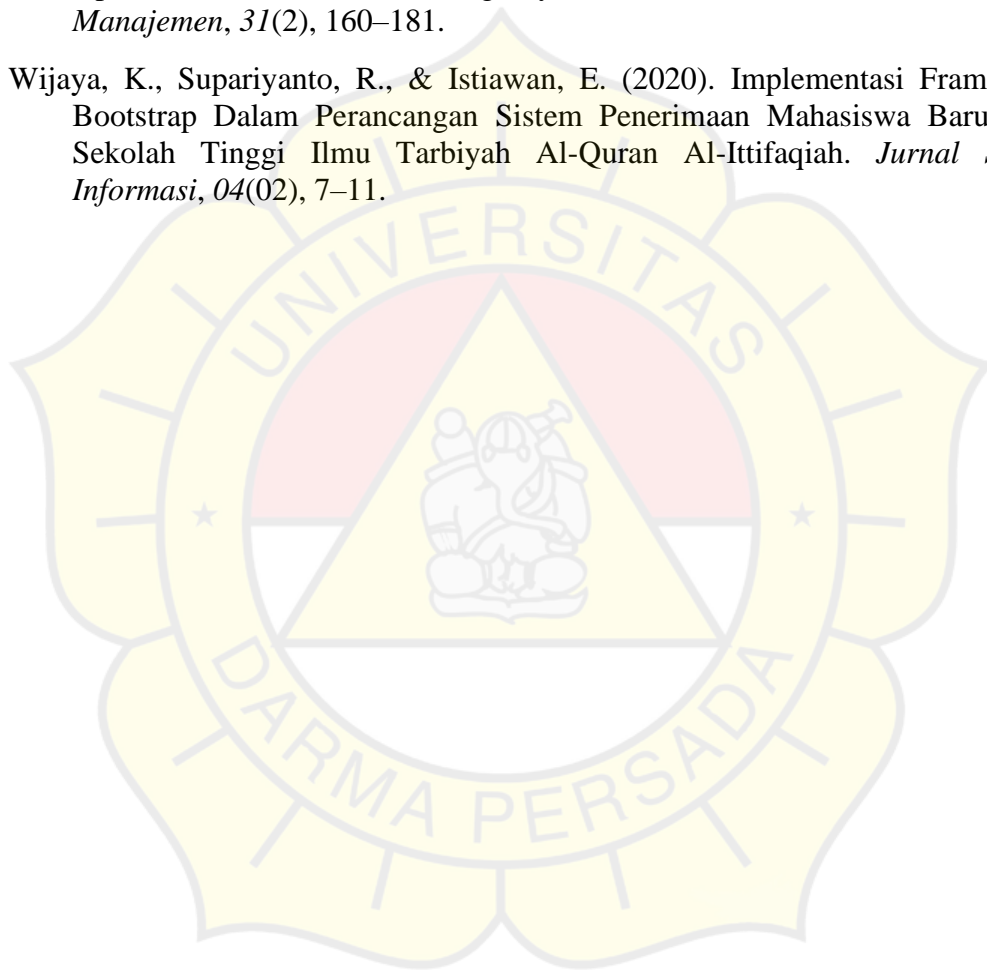 Manajemen, 31(2), 160–181.
Wijaya, K., Supariyanto, R., & Istiawan, E. (2020). Implementasi Fram
Bootstrap Dalam Perancangan Sistem Penerimaan Mahasiswa Baru
Sekolah Tinggi Ilmu Tarbiyah Al-Quran Al-Ittifaqiah. Jurnal
Informasi, 04(02), 7–11.
UNIVERSITAS
DARMA PERSADA